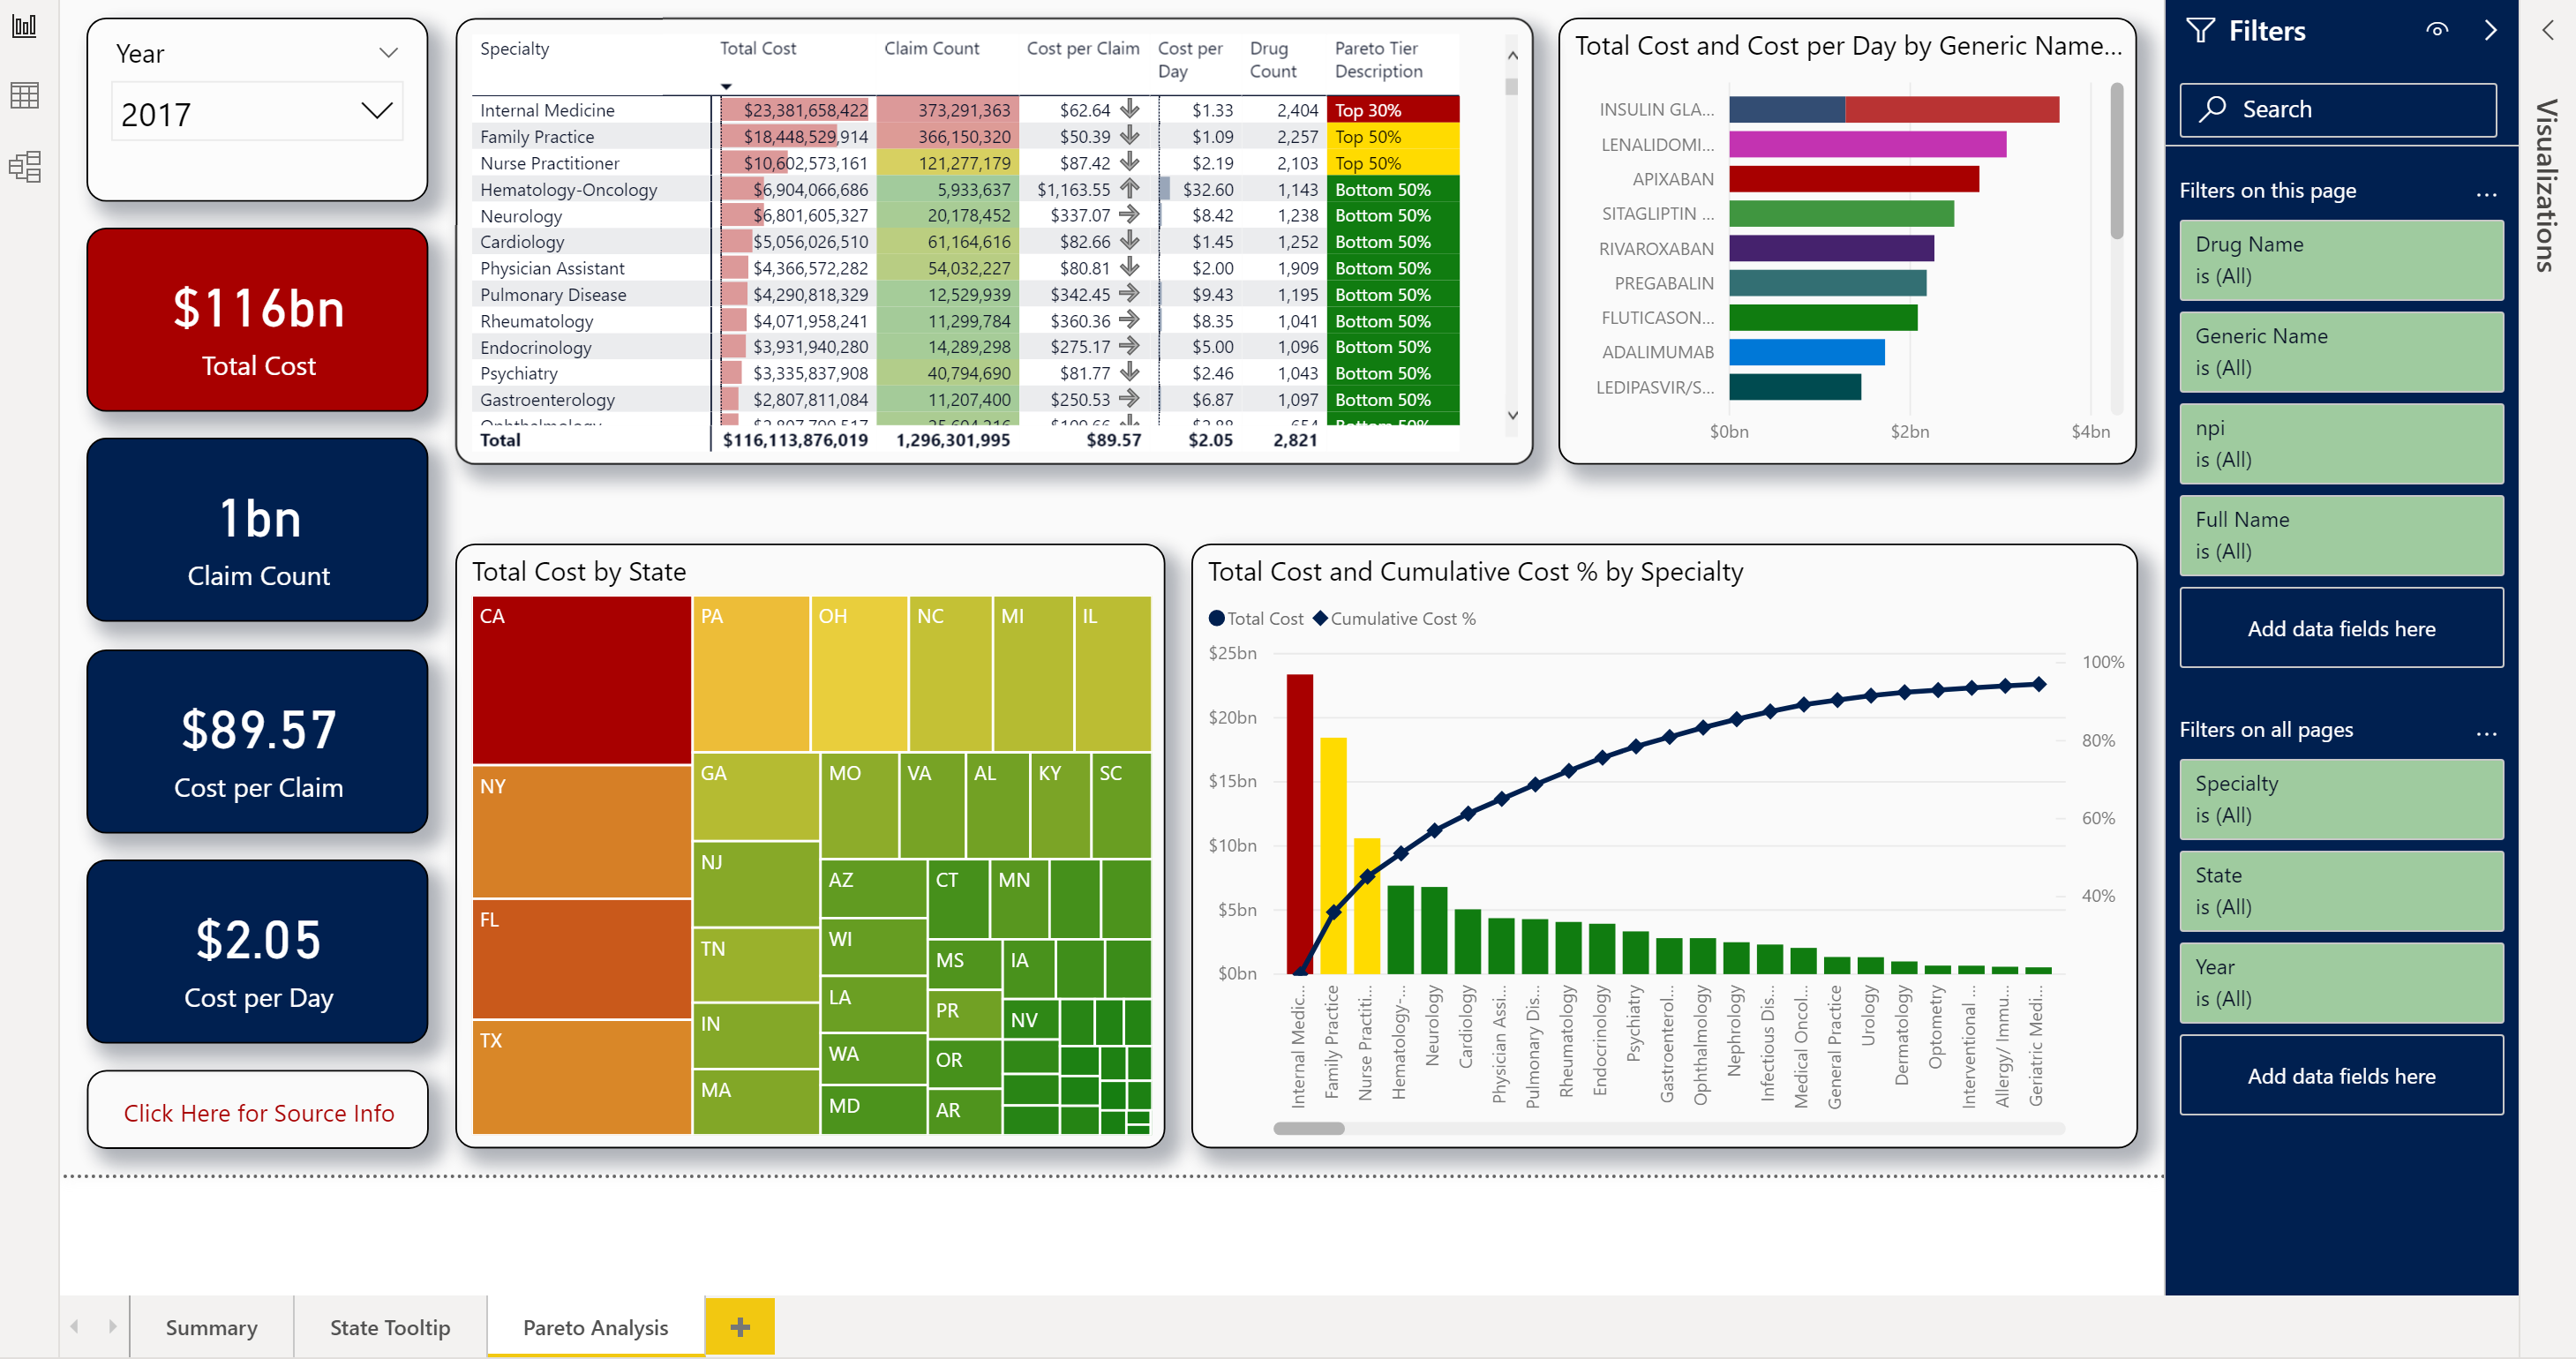 Year
2017
$116bn
Total Cost
1bn
Claim Count
$89.57
Cost per Claim
$2.05
Cost per Day
Click Here for Source Info
Specialty Total Cost Claim Count Cost per Claim Cost per Day Drug Count Pareto Tier Description
Internal Medicine $23,381,658,422 373,291,363 $62.64 $1.33 2,404 Top 30%
Family Practice $18,448,529,914 366,150,320 $50.39 $1.09 2,257 Top 50%
Nurse Practitioner $10,602,573,161 121,277,179 $87.42 $2.19 2,103 Top 50%
Hematology-Oncology $6,904,066,686 5,933,637 $1,163.55 $32.60 1,143 Bottom 50%
Neurology $6,801,605,327 20,178,452 $337.07 $8.42 1,238 Bottom 50%
Cardiology $5,056,026,510 61,164,616 $82.66 $1.45 1,252 Bottom 50%
Physician Assistant $4,366,572,282 54,032,227 $80.81 $2.00 1,909 Bottom 50%
Pulmonary Disease $4,290,818,329 12,529,939 $342.45 $9.43 1,195 Bottom 50%
Rheumatology $4,071,958,241 11,299,784 $360.36 $8.35 1,041 Bottom 50%
Endocrinology $3,931,940,280 14,289,298 $275.17 $5.00 1,096 Bottom 50%
Psychiatry $3,335,837,908 40,794,690 $81.77 $2.46 1,043 Bottom 50%
Gastroenterology $2,807,811,084 11,207,400 $250.53 $6.87 1,097 Bottom 50%
Total $116,113,876,019 1,296,301,995 $89.57 $2.05 2,821
Total Cost and Cost per Day by Generic Name...
INSULIN GLA...
LENALIDOMI...
APIXABAN
SITAGLIPTIN ...
RIVAROXABAN
PREGABALIN
FLUTICASON...
ADALIMUMAB
LEDIPASVIR/S...
$0bn $2bn $4bn
Total Cost by State
CA PA OH NC MI IL
NY GA MO VA AL KY SC
NJ AZ CT MN
FL TN WI MS IA
LA PR NV
TX IN WA OR
MA MD AR
Total Cost and Cumulative Cost % by Specialty
Total Cost Cumulative Cost %
$25bn
$20bn
$15bn
$10bn
$5bn
$0bn
100%
80%
60%
40%
Internal Medic...
Family Practice
Nurse Practiti...
Hematology-...
Neurology
Cardiology
Physician Assi...
Pulmonary Dis...
Rheumatology
Endocrinology
Psychiatry
Gastroenterol...
Ophthalmology
Nephrology
Infectious Dis...
Medical Oncol...
General Practice
Urology
Dermatology
Optometry
Interventional ...
Allergy/ Immu...
Geriatric Medi...
Filters
Search
Filters on this page ...
Drug Name
is (All)
Generic Name
is (All)
npi
is (All)
Full Name
is (All)
Add data fields here
Filters on all pages ...
Specialty
is (All)
State
is (All)
Year
is (All)
Add data fields here
Visualizations
Summary State Tooltip Pareto Analysis